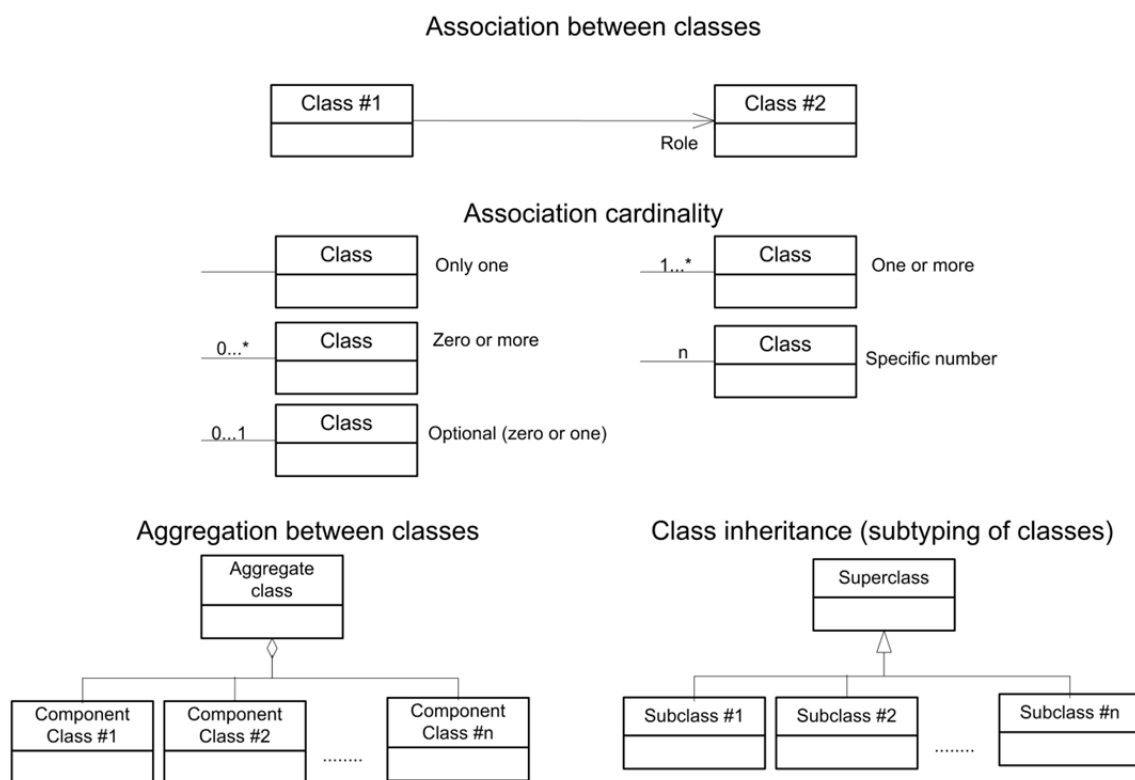 Association between classes
Class #1
Class #2
Role
Association cardinality
Class
Only one
1...*
Class
One or more
0...*
Class
Zero or more
n
Class
Specific number
0...1
Class
Optional (zero or one)
Aggregation between classes
Class inheritance (subtyping of classes)
Aggregate
class
Superclass
Component
Class #1
Component
Class #2
........
Component
Class #n
Subclass #1
Subclass #2
........
Subclass #n